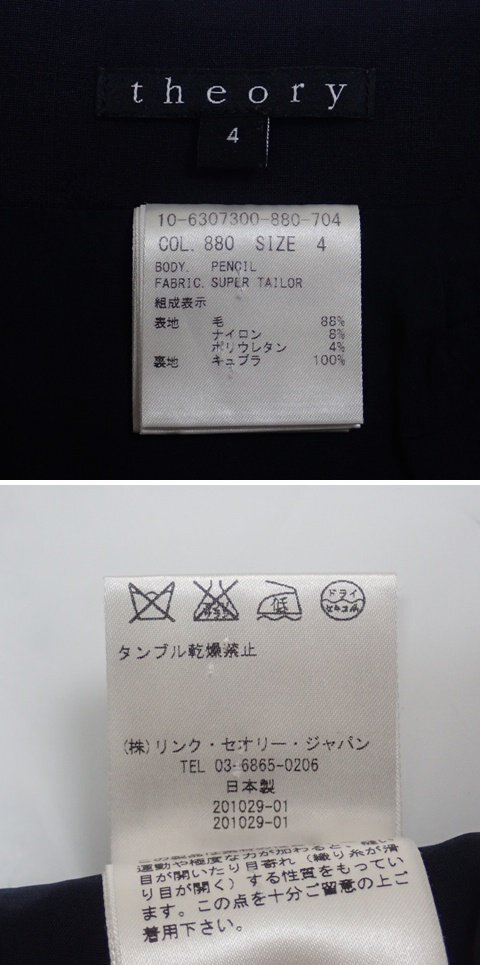 theory
4
10-6307300-880-704
COL. 880 SIZE 4
BODY. PENCIL
FABRIC. SUPER TAILOR
組成表示
表地 毛 88%
ナイロン 8%
ポリウレタン 4%
裏地 キュプラ 100%
低
ドライ
セキユ系
タンブル乾燥禁止
(株)リンク・セオリー・ジャパン
TEL 03-6865-0206
日本製
201029-01
201029-01
運動や極度な力が加わると、縫い
目が開いたり目寄れ(織り糸が滑
り目が開く)する性質をもってい
ます。この点を十分ご留意の上ご
着用下さい。